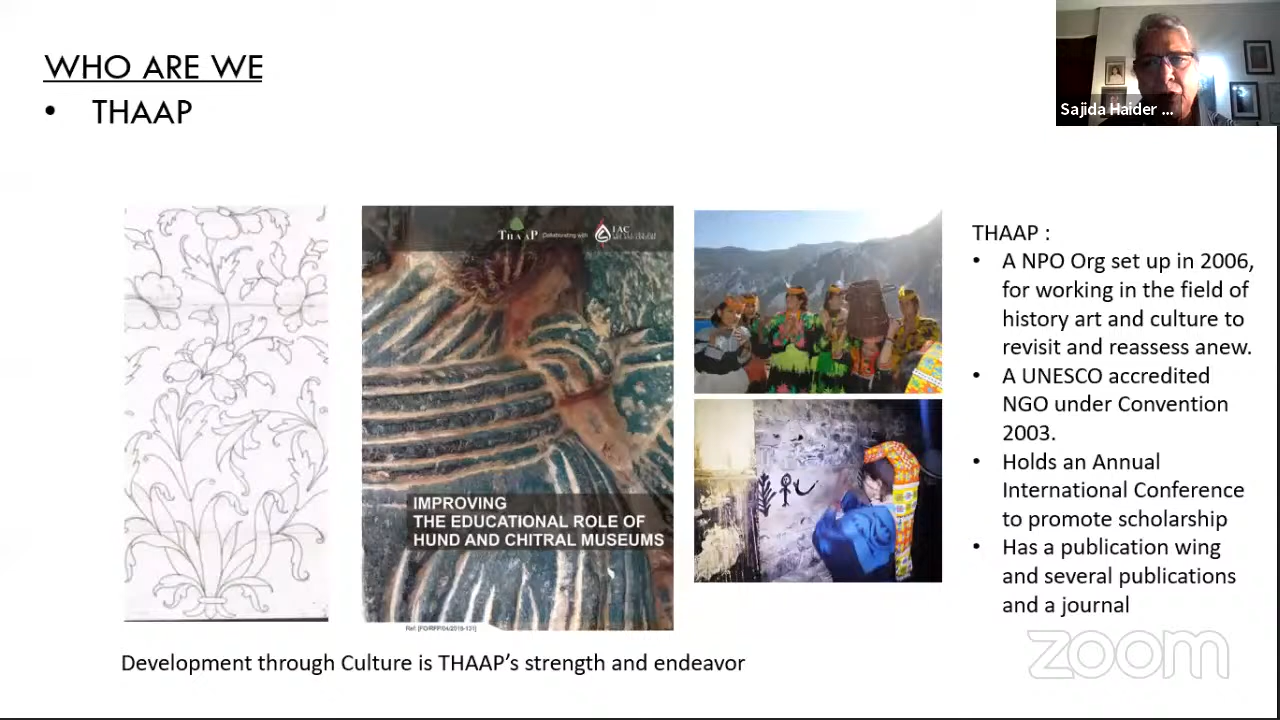 WHO ARE WE
• THAAP
Sajida Haider ...
THAAP Collaborating with IAC
IMPROVING
THE EDUCATIONAL ROLE OF
HUND AND CHITRAL MUSEUMS
THAAP :
• A NPO Org set up in 2006,
for working in the field of
history art and culture to
revisit and reassess anew.
• A UNESCO accredited
NGO under Convention
2003.
• Holds an Annual
International Conference
to promote scholarship
• Has a publication wing
and several publications
and a journal
zoom
Development through Culture is THAAP's strength and endeavor